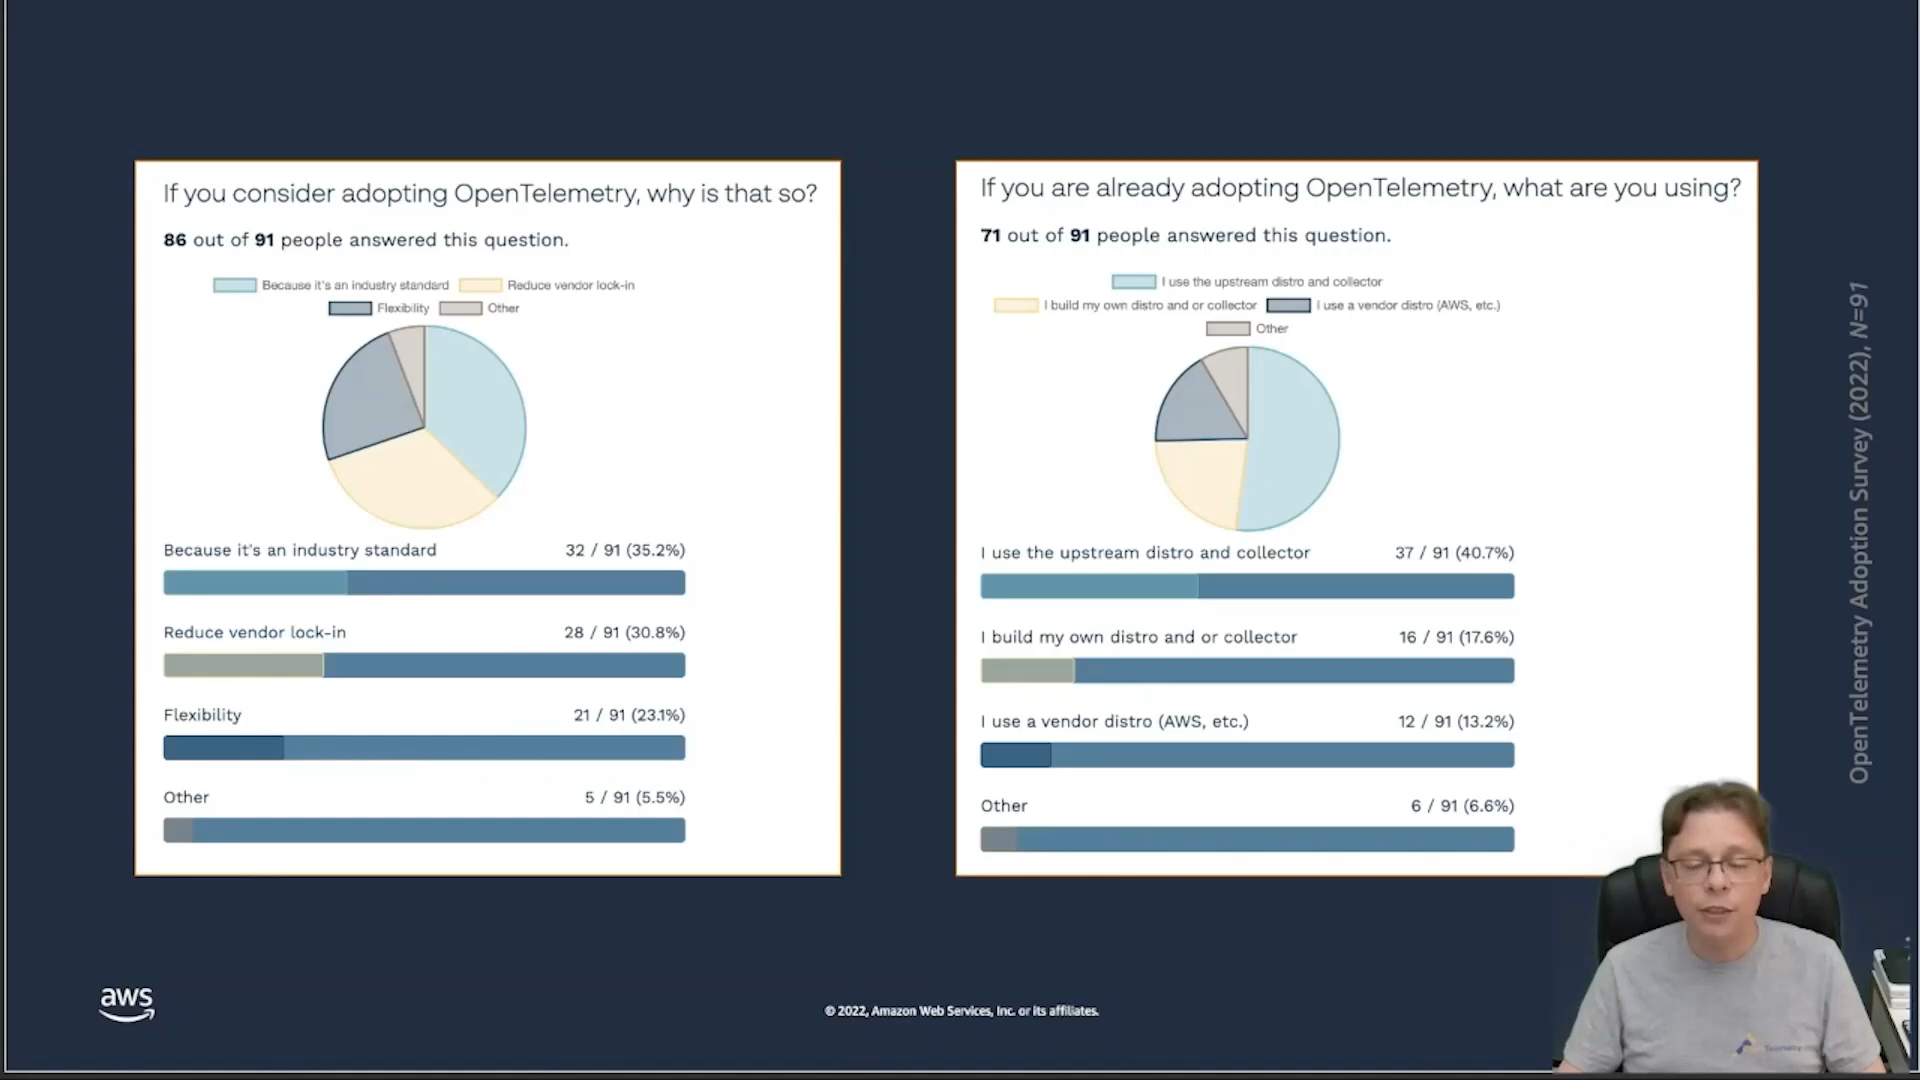 If you consider adopting OpenTelemetry, why is that so?
86 out of 91 people answered this question.
Because it's an industry standard Reduce vendor lock-in
Flexibility Other
Because it's an industry standard 32 / 91 (35.2%)
Reduce vendor lock-in 28 / 91 (30.8%)
Flexibility 21 / 91 (23.1%)
Other 5 / 91 (5.5%)
If you are already adopting OpenTelemetry, what are you using?
71 out of 91 people answered this question.
I use the upstream distro and collector
I build my own distro and or collector I use a vendor distro (AWS, etc.)
Other
I use the upstream distro and collector 37 / 91 (40.7%)
I build my own distro and or collector 16 / 91 (17.6%)
I use a vendor distro (AWS, etc.) 12 / 91 (13.2%)
Other 6 / 91 (6.6%)
OpenTelemetry Adoption Survey (2022), N=91
aws
© 2022, Amazon Web Services, Inc. or its affiliates.
Telemetry